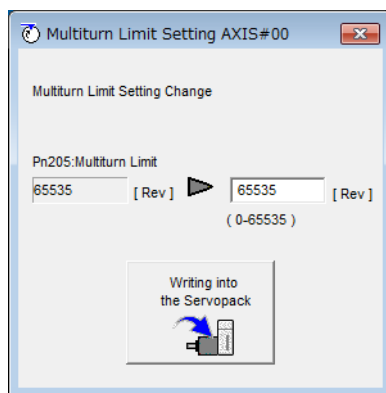 Multiturn Limit Setting AXIS#00
Multiturn Limit Setting Change
Pn205:Multiturn Limit
65535 [ Rev ] 65535 [ Rev ]
( 0-65535 )
Writing into
the Servopack